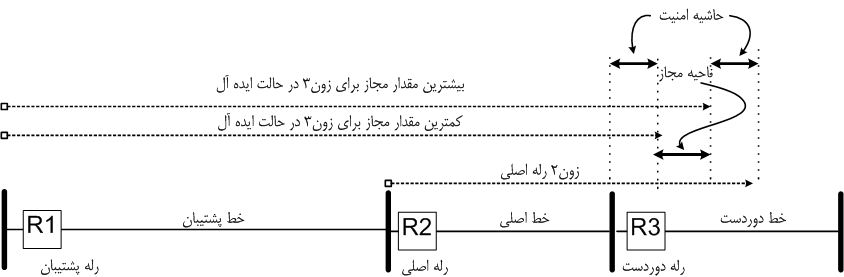 حاشیه امنیت
ناحیه مجاز
بیشترین مقدار مجاز برای زون۳ در حالت ایده آل
کمترین مقدار مجاز برای زون۳ در حالت ایده آل
زون۲ رله اصلی
R1
خط پشتیبان
R2
خط اصلی
R3
خط دوردست
رله پشتیبان
رله اصلی
رله دوردست